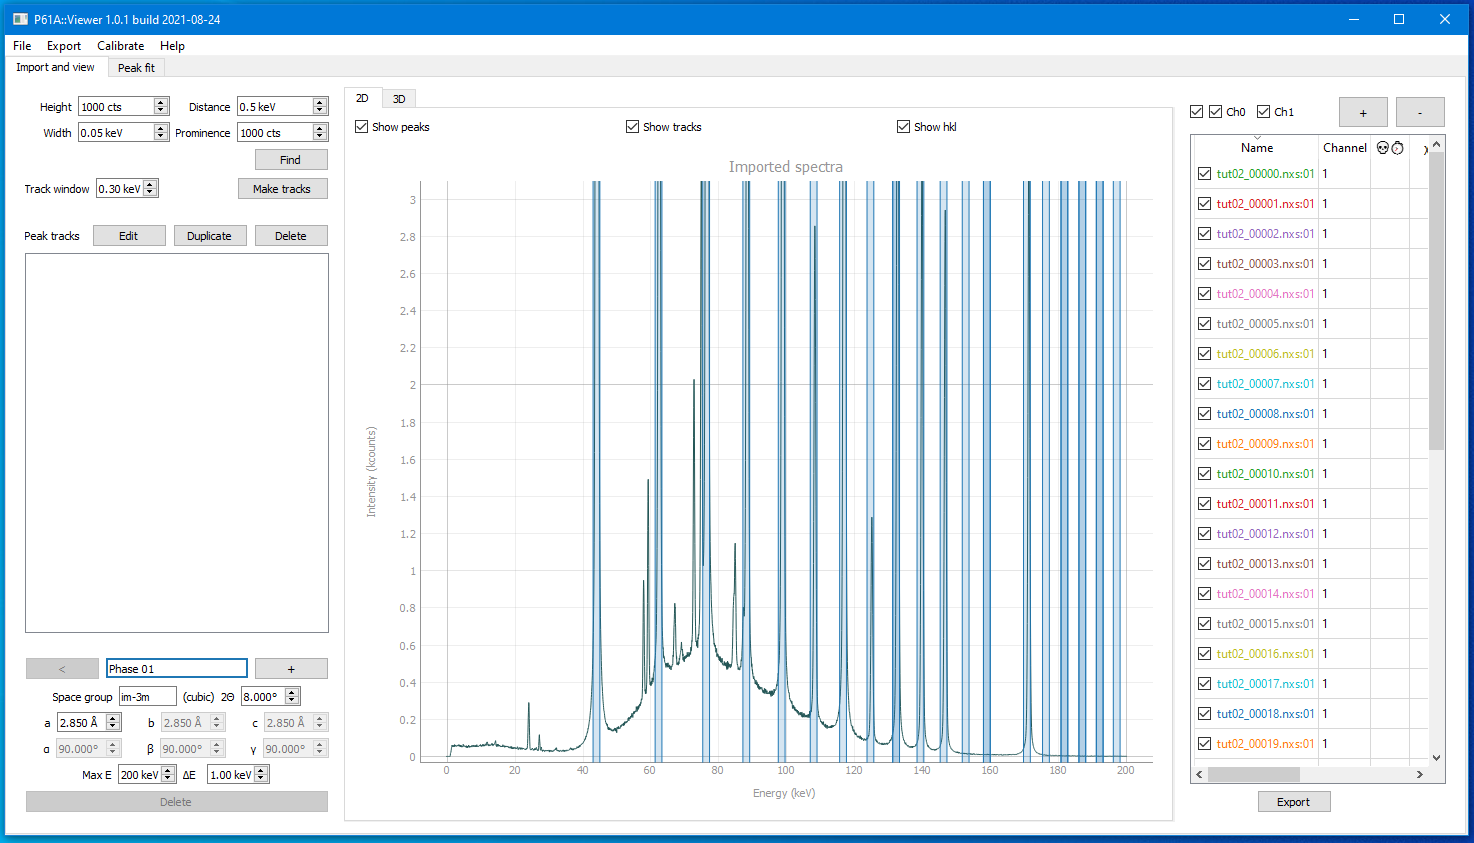 P61A::Viewer 1.0.1 build 2021-08-24
File Export Calibrate Help
Import and view Peak fit
Height 1000 cts Distance 0.5 keV
Width 0.05 keV Prominence 1000 cts
Find
Track window 0.30 keV Make tracks
Peak tracks Edit Duplicate Delete
< Phase 01 +
Space group im-3m (cubic) 2Θ 8.000°
a 2.850 Å b 2.850 Å c 2.850 Å
α 90.000° β 90.000° γ 90.000°
Max E 200 keV ΔE 1.00 keV
Delete
2D 3D
Show peaks Show tracks Show hkl
Imported spectra
3
2.8
2.6
2.4
2.2
2
1.8
1.6
1.4
1.2
1
0.8
0.6
0.4
0.2
0
Intensity (kcounts)
0 20 40 60 80 100 120 140 160 180 200
Energy (keV)
Ch0 Ch1 + -
Name Channel
tut02_00000.nxs:01 1
tut02_00001.nxs:01 1
tut02_00002.nxs:01 1
tut02_00003.nxs:01 1
tut02_00004.nxs:01 1
tut02_00005.nxs:01 1
tut02_00006.nxs:01 1
tut02_00007.nxs:01 1
tut02_00008.nxs:01 1
tut02_00009.nxs:01 1
tut02_00010.nxs:01 1
tut02_00011.nxs:01 1
tut02_00012.nxs:01 1
tut02_00013.nxs:01 1
tut02_00014.nxs:01 1
tut02_00015.nxs:01 1
tut02_00016.nxs:01 1
tut02_00017.nxs:01 1
tut02_00018.nxs:01 1
tut02_00019.nxs:01 1
Export